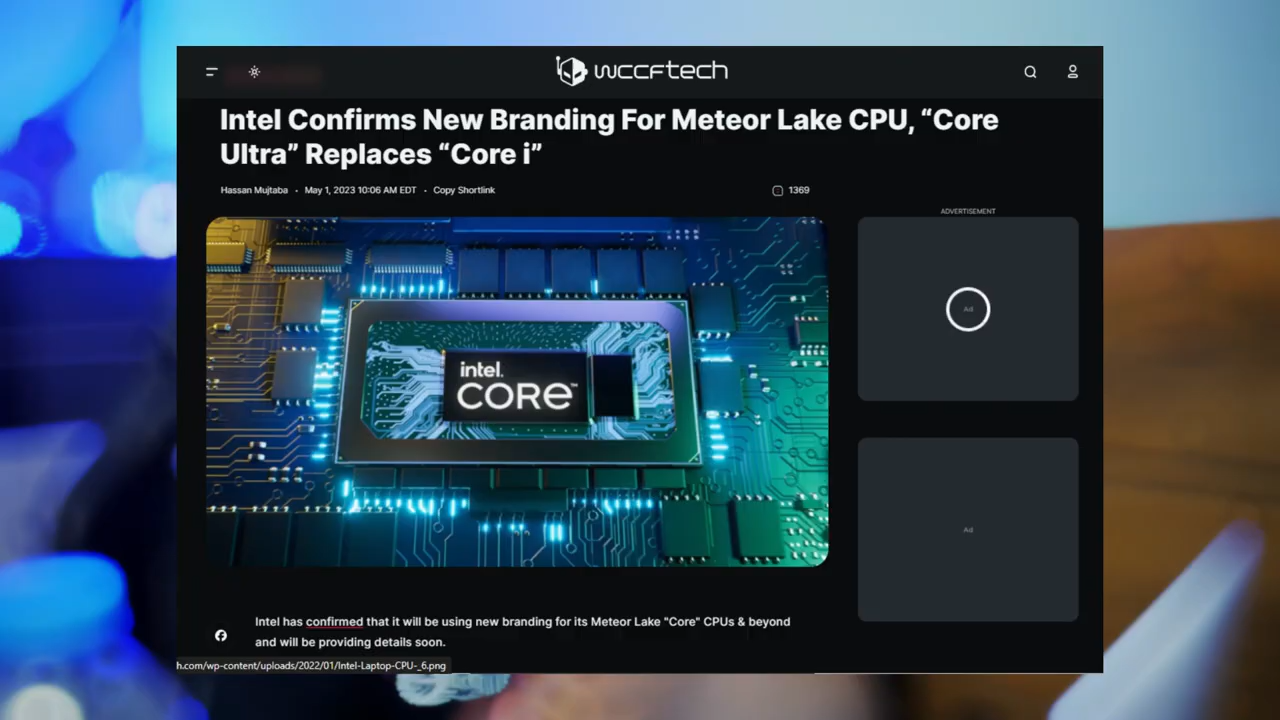 wccftech
Intel Confirms New Branding For Meteor Lake CPU, “Core
Ultra” Replaces “Core i”
Hassan Mujtaba • May 1, 2023 10:06 AM EDT • Copy Shortlink
1369
ADVERTISEMENT
Ad
intel.
CORE™
Ad
Intel has confirmed that it will be using new branding for its Meteor Lake "Core" CPUs & beyond
and will be providing details soon.
h.com/wp-content/uploads/2022/01/Intel-Laptop-CPU-_6.png